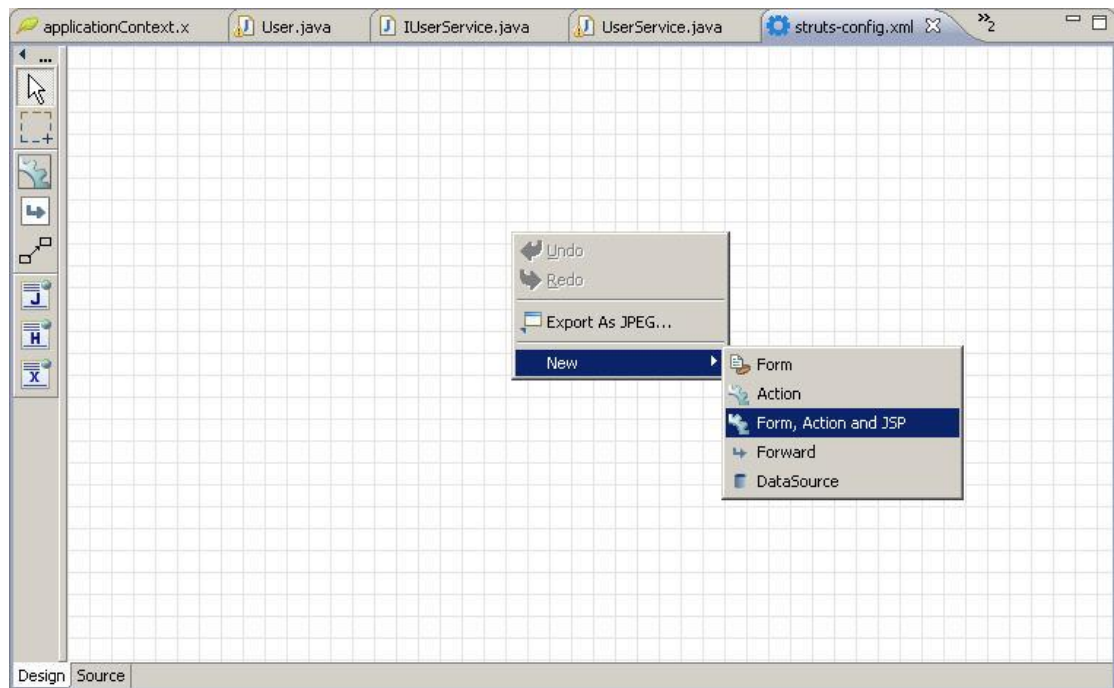 applicationContext.x
User.java
IUserService.java
UserService.java
struts-config.xml
»2
...
J
H
X
Undo
Redo
Export As JPEG...
New
Form
Action
Form, Action and JSP
Forward
DataSource
Design
Source